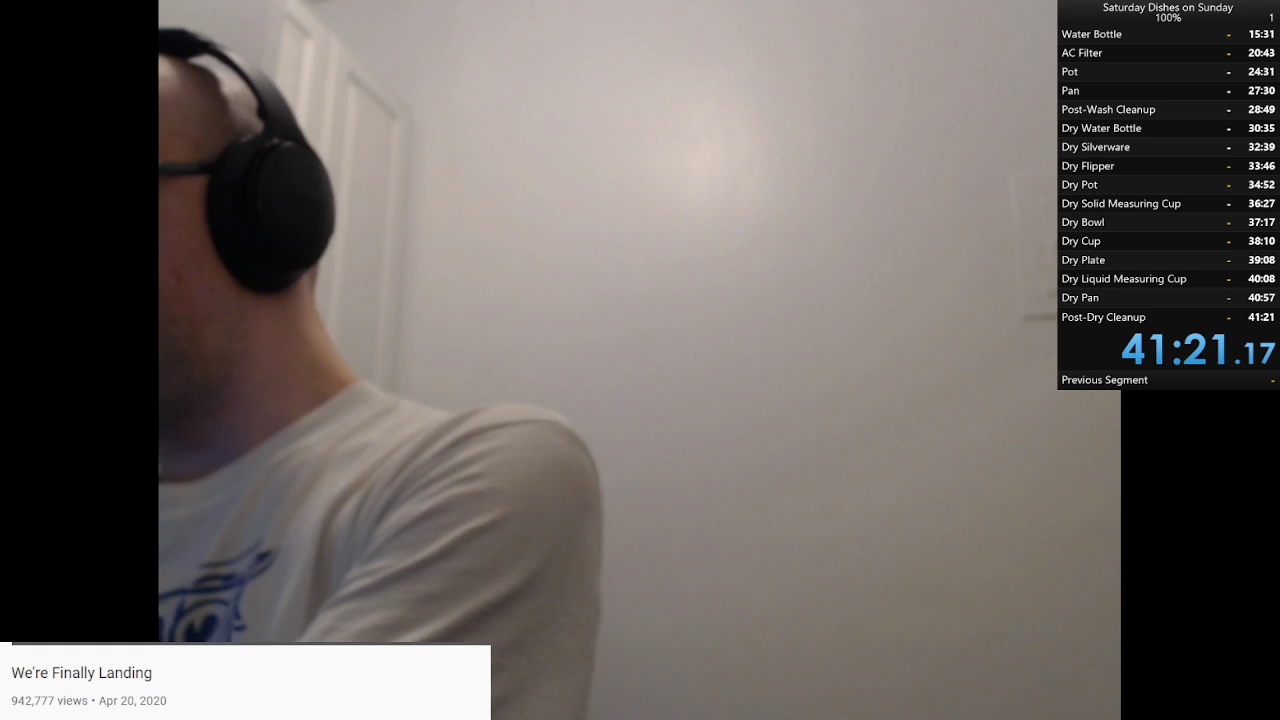 Saturday Dishes on Sunday
100% 1
Water Bottle - 15:31
AC Filter - 20:43
Pot - 24:31
Pan - 27:30
Post-Wash Cleanup - 28:49
Dry Water Bottle - 30:35
Dry Silverware - 32:39
Dry Flipper - 33:46
Dry Pot - 34:52
Dry Solid Measuring Cup - 36:27
Dry Bowl - 37:17
Dry Cup - 38:10
Dry Plate - 39:08
Dry Liquid Measuring Cup - 40:08
Dry Pan - 40:57
Post-Dry Cleanup - 41:21
41:21.17
Previous Segment -
We're Finally Landing
942,777 views • Apr 20, 2020